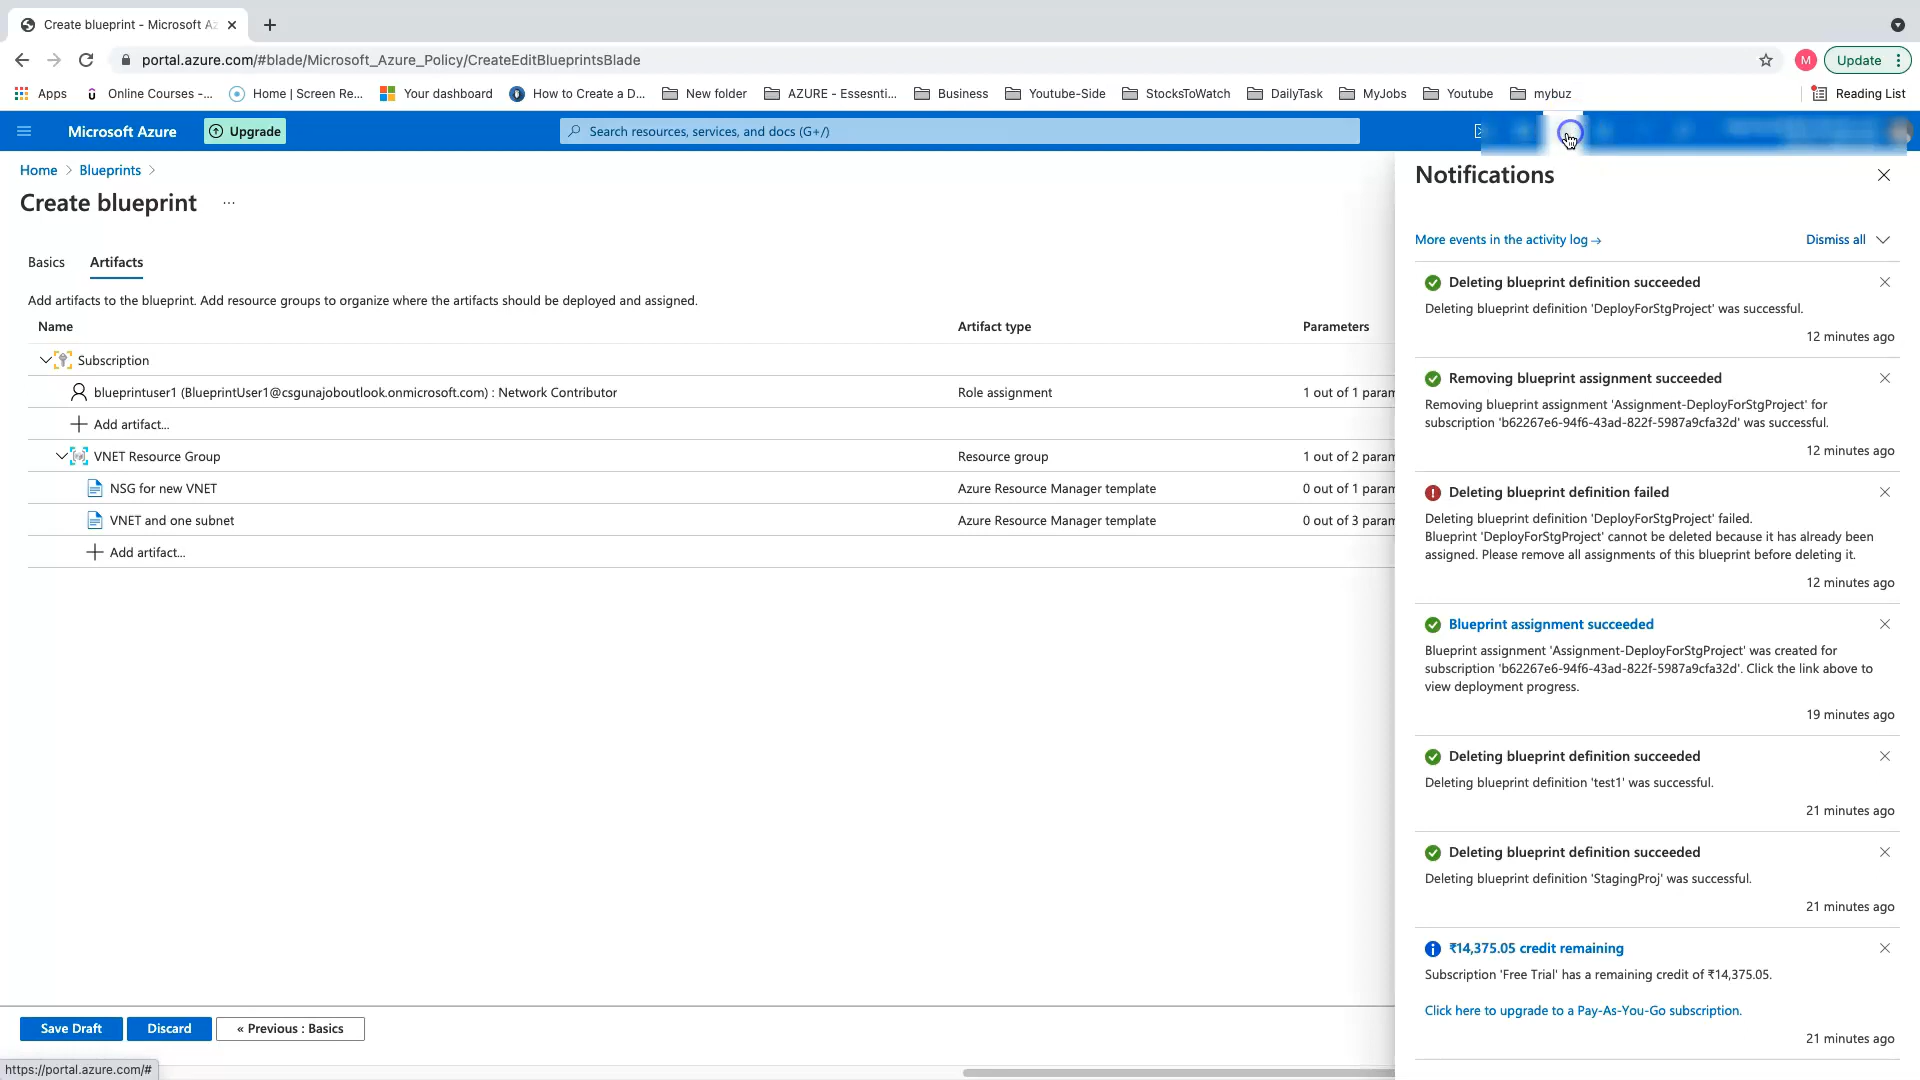 Create blueprint - Microsoft Az
portal.azure.com/#blade/Microsoft_Azure_Policy/CreateEditBlueprintsBlade
M
Update
Apps
Online Courses -...
Home | Screen Re...
Your dashboard
How to Create a D...
New folder
AZURE - Essesnti...
Business
Youtube-Side
StocksToWatch
DailyTask
MyJobs
Youtube
mybuz
Reading List
Microsoft Azure
Upgrade
Search resources, services, and docs (G+/)
Home > Blueprints >
Create blueprint ...
Basics
Artifacts
Add artifacts to the blueprint. Add resource groups to organize where the artifacts should be deployed and assigned.
Name
Artifact type
Parameters
Subscription
blueprintuser1 (BlueprintUser1@csgunajoboutlook.onmicrosoft.com) : Network Contributor
Role assignment
1 out of 1 param
Add artifact...
VNET Resource Group
Resource group
1 out of 2 param
NSG for new VNET
Azure Resource Manager template
0 out of 1 param
VNET and one subnet
Azure Resource Manager template
0 out of 3 param
Add artifact...
Save Draft
Discard
« Previous : Basics
https://portal.azure.com/#
Notifications
More events in the activity log →
Dismiss all
Deleting blueprint definition succeeded
Deleting blueprint definition 'DeployForStgProject' was successful.
12 minutes ago
Removing blueprint assignment succeeded
Removing blueprint assignment 'Assignment-DeployForStgProject' for
subscription 'b62267e6-94f6-43ad-822f-5987a9cfa32d' was successful.
12 minutes ago
Deleting blueprint definition failed
Deleting blueprint definition 'DeployForStgProject' failed.
Blueprint 'DeployForStgProject' cannot be deleted because it has already been
assigned. Please remove all assignments of this blueprint before deleting it.
12 minutes ago
Blueprint assignment succeeded
Blueprint assignment 'Assignment-DeployForStgProject' was created for
subscription 'b62267e6-94f6-43ad-822f-5987a9cfa32d'. Click the link above to
view deployment progress.
19 minutes ago
Deleting blueprint definition succeeded
Deleting blueprint definition 'test1' was successful.
21 minutes ago
Deleting blueprint definition succeeded
Deleting blueprint definition 'StagingProj' was successful.
21 minutes ago
₹14,375.05 credit remaining
Subscription 'Free Trial' has a remaining credit of ₹14,375.05.
Click here to upgrade to a Pay-As-You-Go subscription.
21 minutes ago